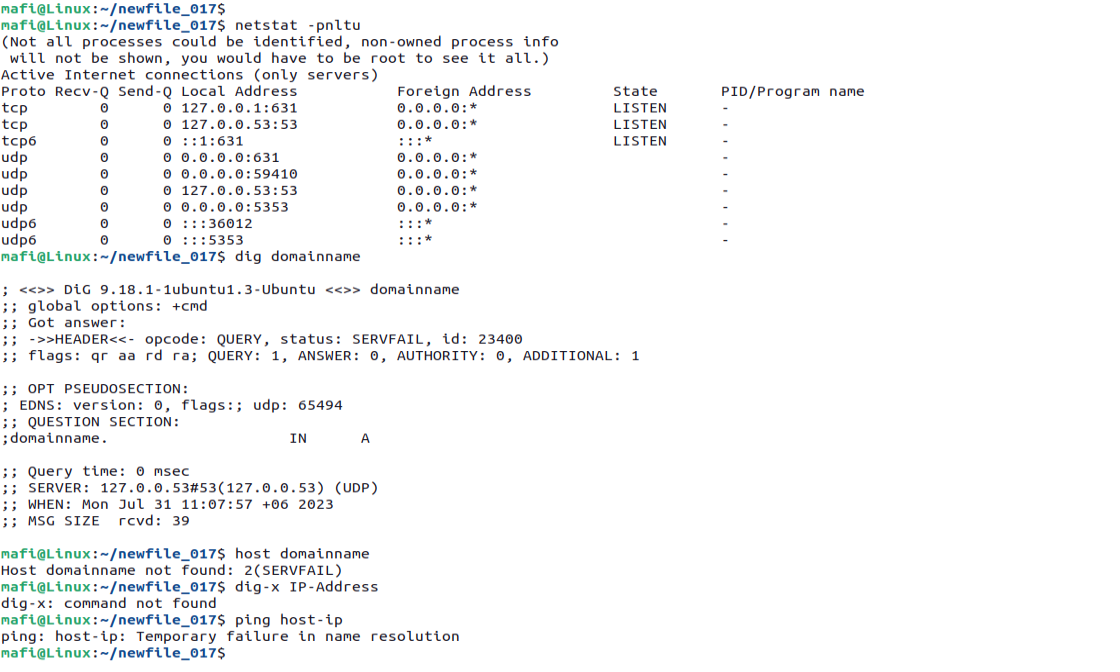 mafi@Linux:~/newfile_017$
mafi@Linux:~/newfile_017$ netstat -pnltu
(Not all processes could be identified, non-owned process info
 will not be shown, you would have to be root to see it all.)
Active Internet connections (only servers)
Proto Recv-Q Send-Q Local Address           Foreign Address         State       PID/Program name
tcp        0      0 127.0.0.1:631           0.0.0.0:*               LISTEN      -
tcp        0      0 127.0.0.53:53           0.0.0.0:*               LISTEN      -
tcp6       0      0 ::1:631                 :::*                    LISTEN      -
udp        0      0 0.0.0.0:631             0.0.0.0:*                           -
udp        0      0 0.0.0.0:59410           0.0.0.0:*                           -
udp        0      0 127.0.0.53:53           0.0.0.0:*                           -
udp        0      0 0.0.0.0:5353            0.0.0.0:*                           -
udp6       0      0 :::36012                :::*                                -
udp6       0      0 :::5353                 :::*                                -
mafi@Linux:~/newfile_017$ dig domainname

; <<>> DiG 9.18.1-1ubuntu1.3-Ubuntu <<>> domainname
;; global options: +cmd
;; Got answer:
;; ->>HEADER<<- opcode: QUERY, status: SERVFAIL, id: 23400
;; flags: qr aa rd ra; QUERY: 1, ANSWER: 0, AUTHORITY: 0, ADDITIONAL: 1

;; OPT PSEUDOSECTION:
; EDNS: version: 0, flags:; udp: 65494
;; QUESTION SECTION:
;domainname.                    IN      A

;; Query time: 0 msec
;; SERVER: 127.0.0.53#53(127.0.0.53) (UDP)
;; WHEN: Mon Jul 31 11:07:57 +06 2023
;; MSG SIZE  rcvd: 39

mafi@Linux:~/newfile_017$ host domainname
Host domainname not found: 2(SERVFAIL)
mafi@Linux:~/newfile_017$ dig-x IP-Address
dig-x: command not found
mafi@Linux:~/newfile_017$ ping host-ip
ping: host-ip: Temporary failure in name resolution
mafi@Linux:~/newfile_017$